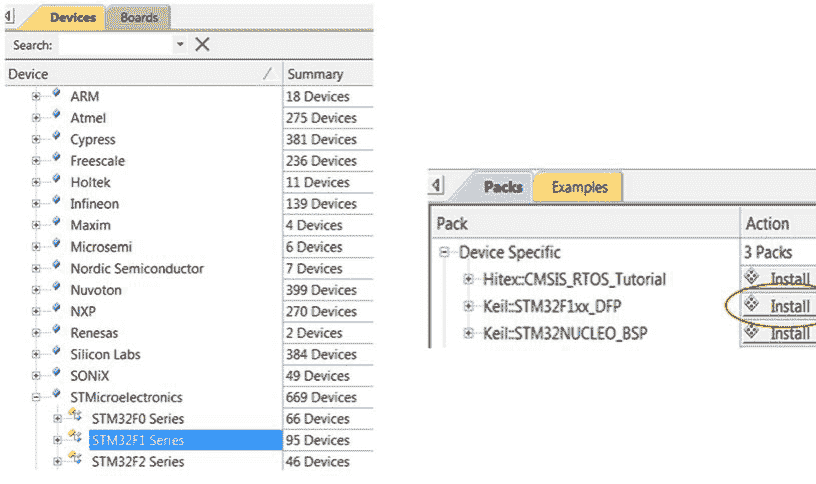 Devices Boards
Search:
Device Summary
ARM 18 Devices
Atmel 275 Devices
Cypress 381 Devices
Freescale 236 Devices
Holtek 11 Devices
Infineon 139 Devices
Maxim 4 Devices
Microsemi 6 Devices
Nordic Semiconductor 7 Devices
Nuvoton 399 Devices
NXP 270 Devices
Renesas 2 Devices
Silicon Labs 384 Devices
SONiX 49 Devices
STMicroelectronics 669 Devices
STM32F0 Series 66 Devices
STM32F1 Series 95 Devices
STM32F2 Series 46 Devices
Packs Examples
Pack Action
Device Specific 3 Packs
Hitex::CMSIS_RTOS_Tutorial Install
Keil::STM32F1xx_DFP Install
Keil::STM32NUCLEO_BSP Install